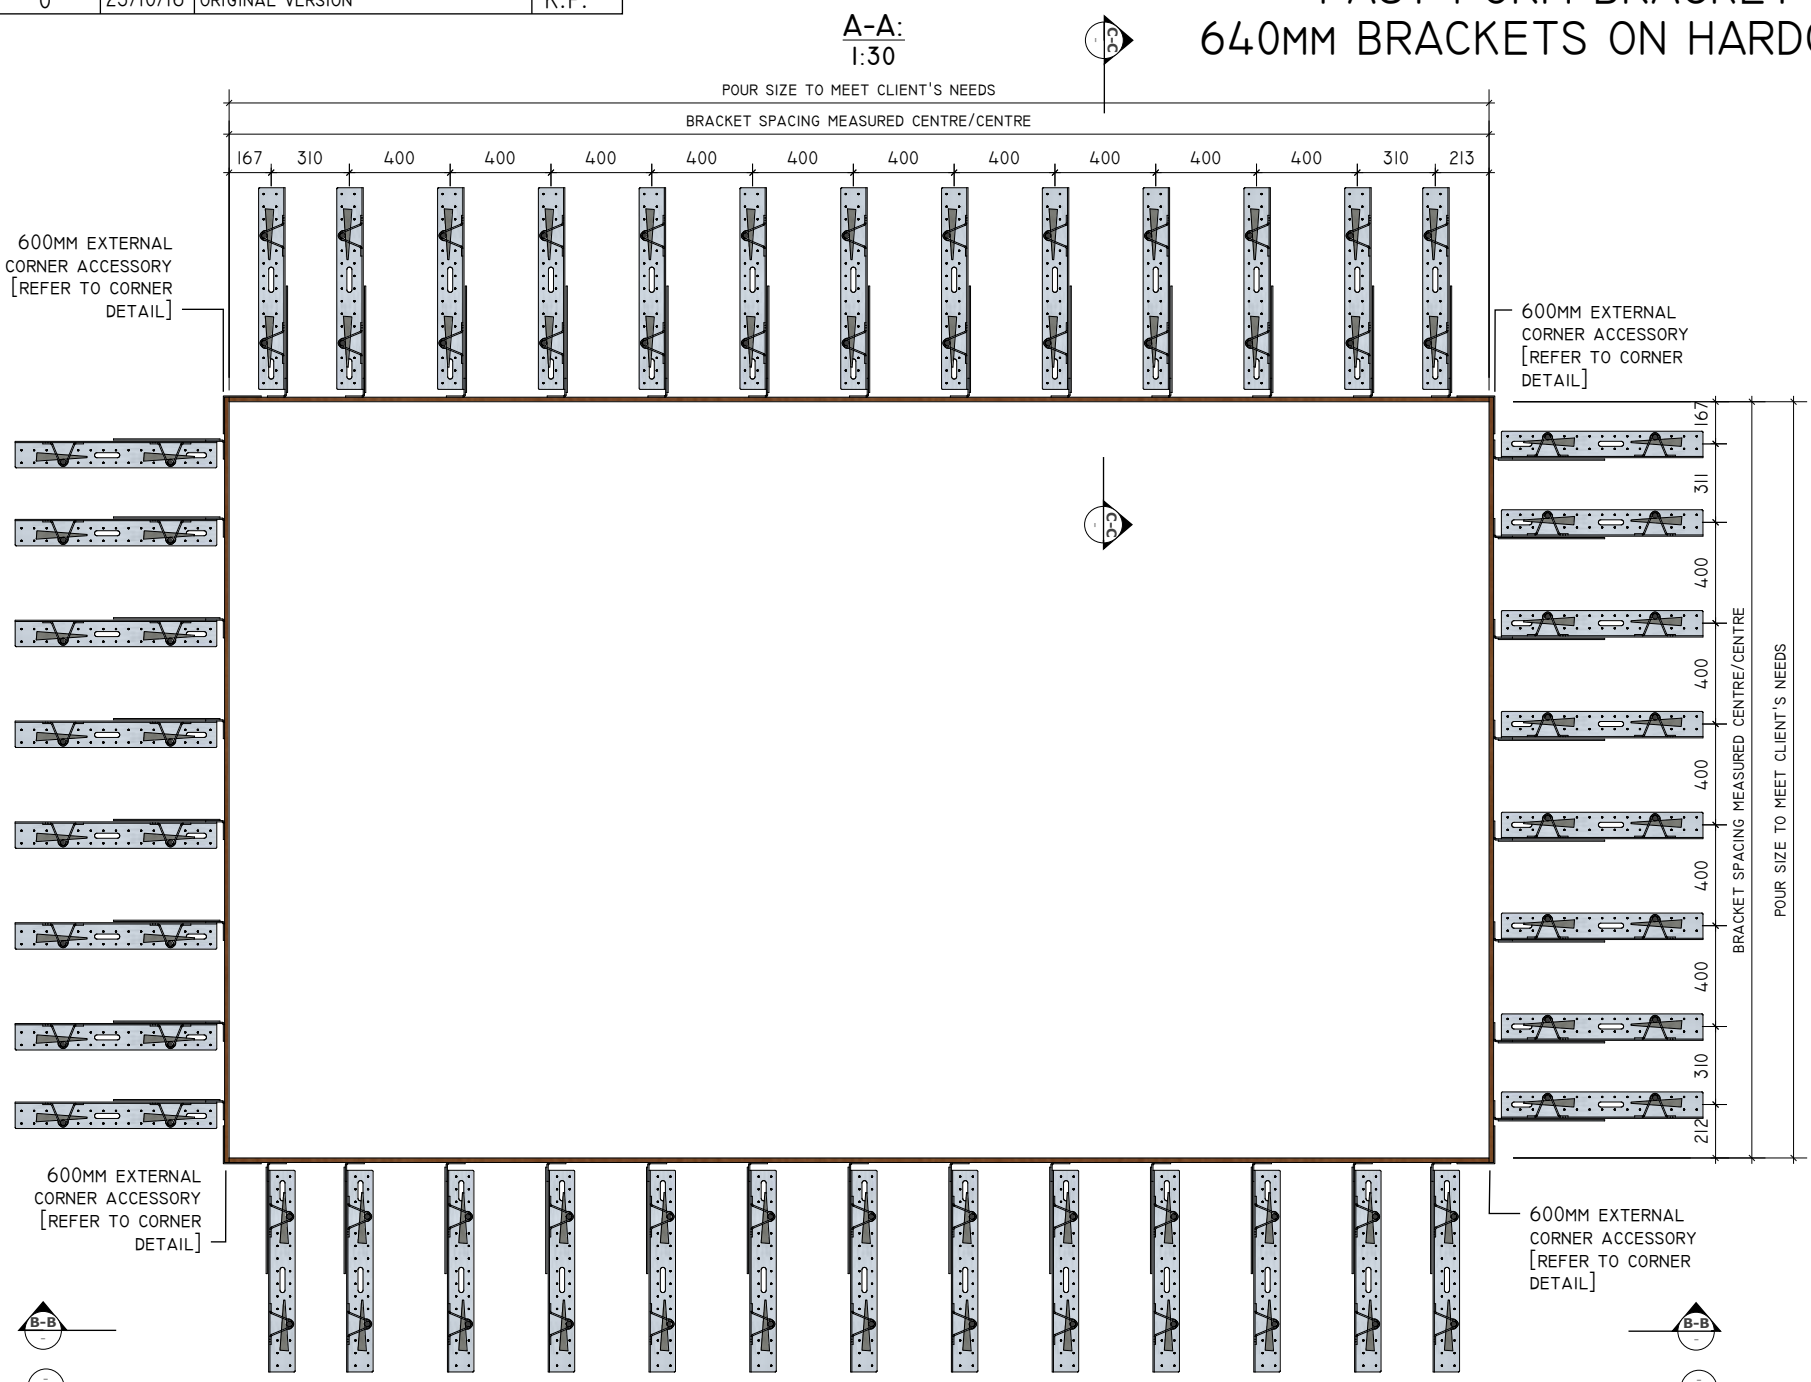 0 25/10/16 ORIGINAL VERSION R.P.
640MM BRACKETS ON
A-A:
1:30
C-C
POUR SIZE TO MEET CLIENT'S NEEDS
BRACKET SPACING MEASURED CENTRE/CENTRE
167 310 400 400 400 400 400 400 400 400 400 400 310 213
600MM EXTERNAL
CORNER ACCESSORY
[REFER TO CORNER
DETAIL]
600MM EXTERNAL
CORNER ACCESSORY
[REFER TO CORNER
DETAIL]
167
311
400
400
400
400
400
310
212
BRACKET SPACING MEASURED CENTRE/CENTRE
POUR SIZE TO MEET CLIENT'S NEEDS
C-C
600MM EXTERNAL
CORNER ACCESSORY
[REFER TO CORNER
DETAIL]
600MM EXTERNAL
CORNER ACCESSORY
[REFER TO CORNER
DETAIL]
B-B
B-B